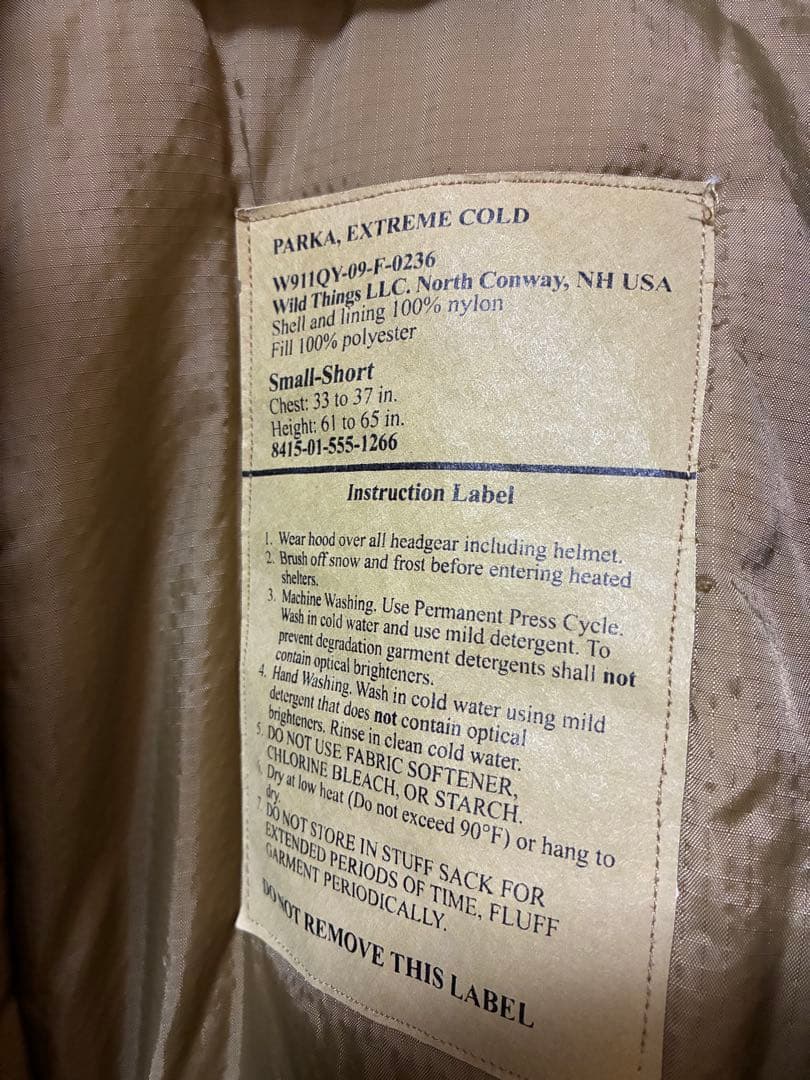 PARKA, EXTREME COLD
W911QY-09-F-0236
Wild Things LLC. North Conway, NH USA
Shell and lining 100% nylon
Fill 100% polyester
Small-Short
Chest: 33 to 37 in.
Height: 61 to 65 in.
8415-01-555-1266
Instruction Label
1. Wear hood over all headgear including helmet.
2. Brush off snow and frost before entering heated
shelters.
3. Machine Washing. Use Permanent Press Cycle.
Wash in cold water and use mild detergent. To
prevent degradation garment detergents shall not
contain optical brighteners.
4. Hand Washing. Wash in cold water using mild
detergent that does not contain optical
brighteners. Rinse in clean cold water.
5. DO NOT USE FABRIC SOFTENER,
CHLORINE BLEACH, OR STARCH.
6. Dry at low heat (Do not exceed 90°F) or hang to
dry.
7. DO NOT STORE IN STUFF SACK FOR
EXTENDED PERIODS OF TIME, FLUFF
GARMENT PERIODICALLY.
DO NOT REMOVE THIS LABEL